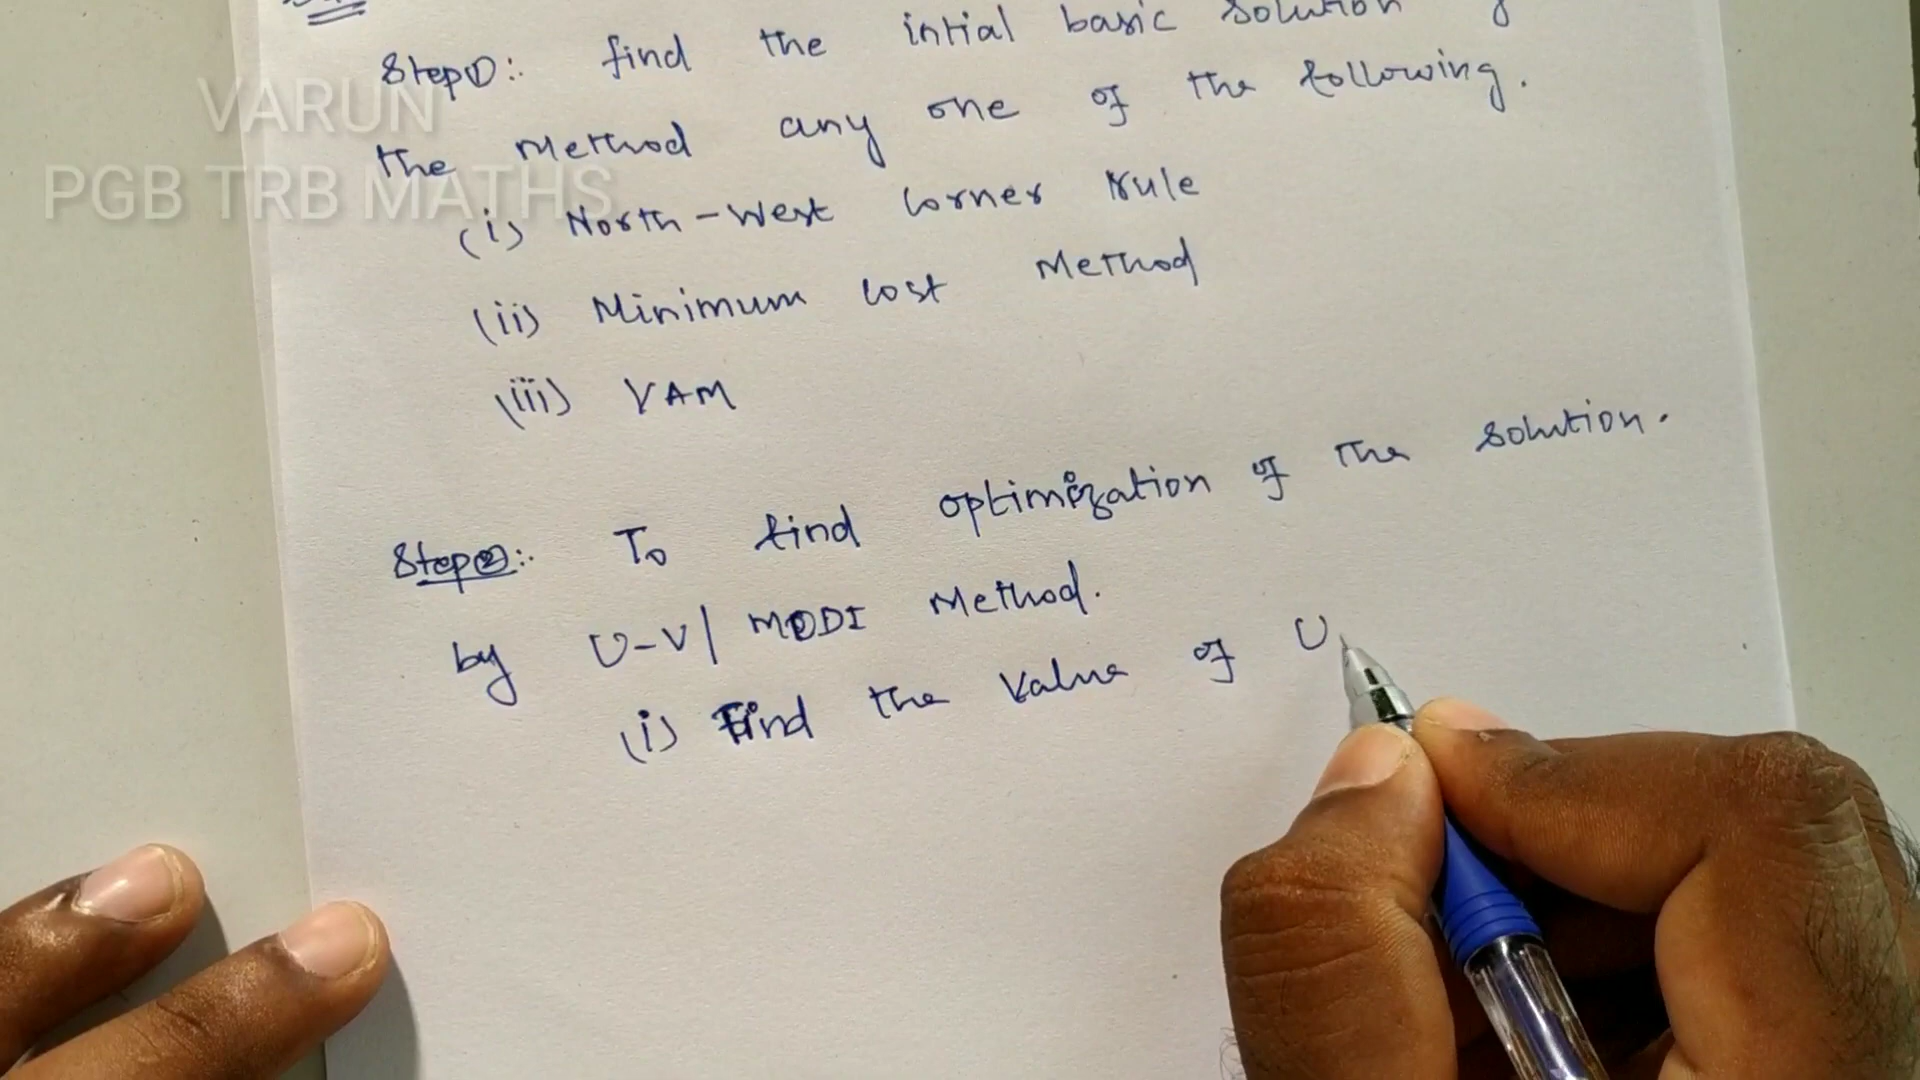 Step①: find the intial basic solution
the Method any one of the following.
(i) North-West corner rule
(ii) Minimum cost Method
(iii) VAM
Step②: To find optimization of the solution.
by U-V/ MODI Method.
(i) Find the Value of U
VARUN
PGB TRB MATHS